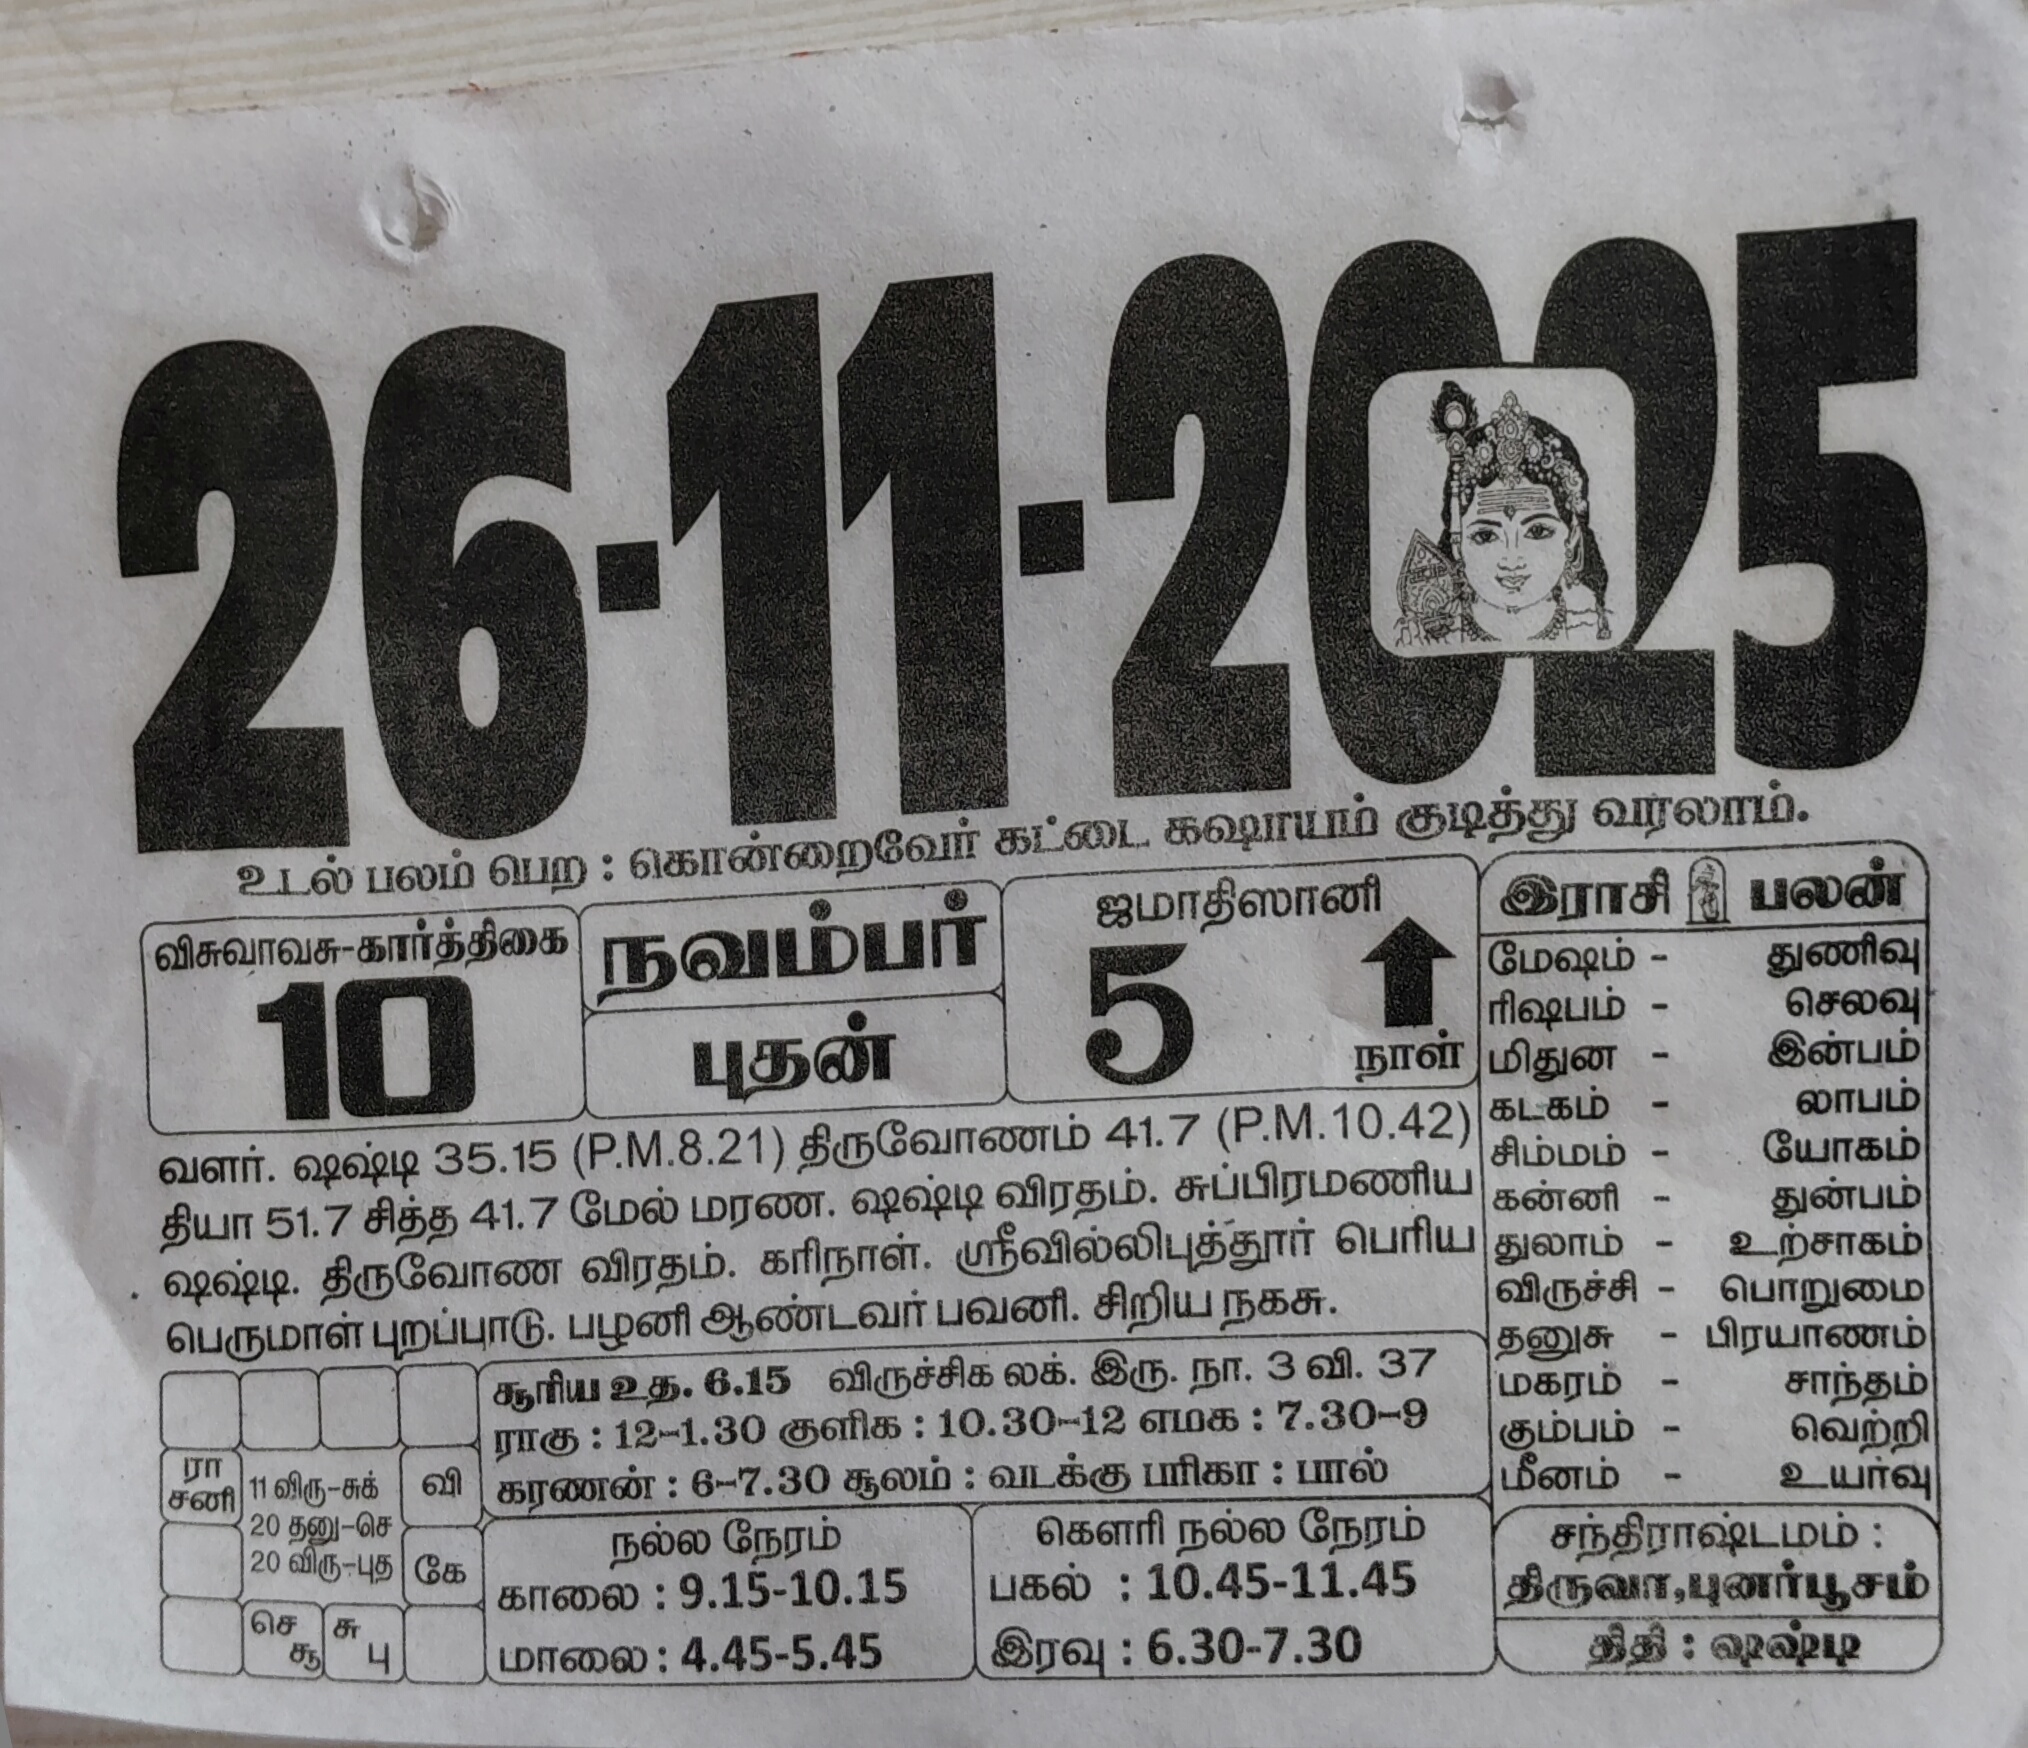 26-11-2025
உடல் பலம் பெற : கொன்றைவேர் கட்டை கஷாயம் குடித்து வரலாம்.
விசுவாவசு-கார்த்திகை
10
நவம்பர்
புதன்
ஜமாதிஸானி
5
நாள்
வளர். ஷஷ்டி 35.15 (P.M.8.21) திருவோணம் 41.7 (P.M.10.42)
தியா 51.7 சித்த 41.7 மேல் மரண. ஷஷ்டி விரதம். சுப்பிரமணிய
ஷஷ்டி. திருவோண விரதம். கரிநாள். ஸ்ரீவில்லிபுத்தூர் பெரிய
பெருமாள் புறப்பாடு. பழனி ஆண்டவர் பவனி. சிறிய நகசு.
இராசி பலன்
மேஷம் - துணிவு
ரிஷபம் - செலவு
மிதுன - இன்பம்
கடகம் - லாபம்
சிம்மம் - யோகம்
கன்னி - துன்பம்
துலாம் - உற்சாகம்
விருச்சி - பொறுமை
தனுசு - பிரயாணம்
மகரம் - சாந்தம்
கும்பம் - வெற்றி
மீனம் - உயர்வு
சூரிய உத. 6.15 விருச்சிக லக். இரு. நா. 3 வி. 37
ராகு : 12-1.30 குளிக : 10.30-12 எமக : 7.30-9
கரணன் : 6-7.30 சூலம் : வடக்கு பரிகா : பால்
ரா
சனி
11 விரு-சுக்
20 தனு-செ
20 விரு-புத
வி
கே
செ
சூ
சு
பு
நல்ல நேரம்
காலை : 9.15-10.15
மாலை : 4.45-5.45
கௌரி நல்ல நேரம்
பகல் : 10.45-11.45
இரவு : 6.30-7.30
சந்திராஷ்டமம் :
திருவா,புனர்பூசம்
திதி : ஷஷ்டி